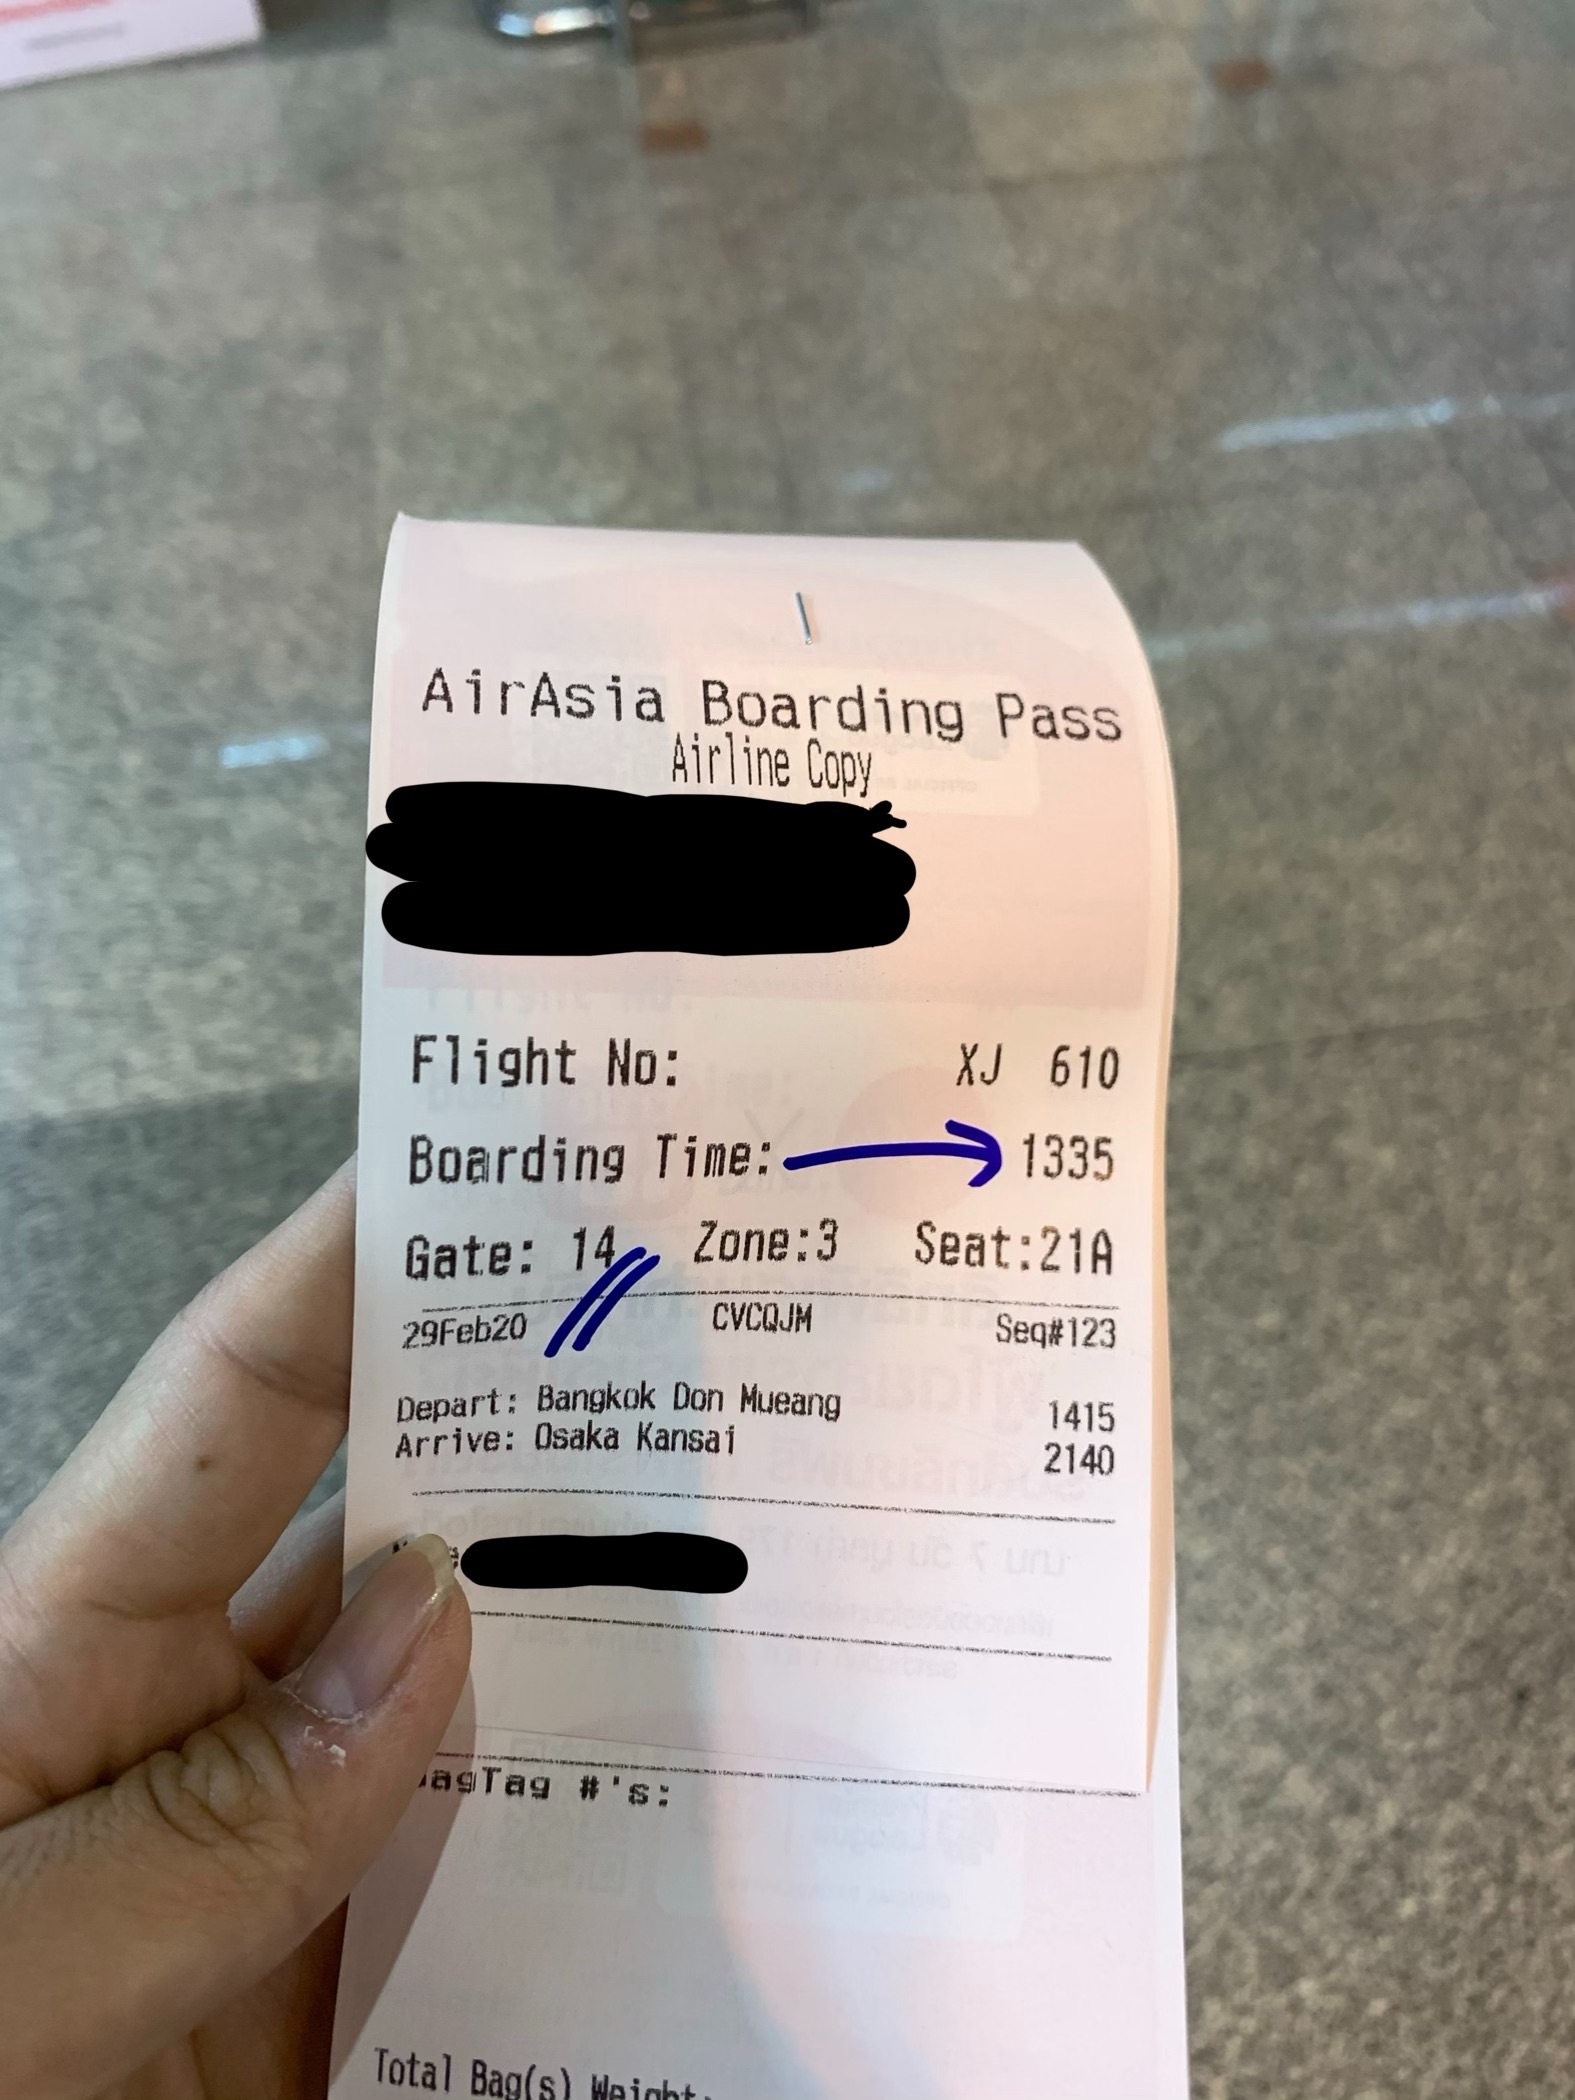 AirAsia Boarding Pass
Airline Copy
Flight No: XJ 610
Boarding Time: 1335
Gate: 14 Zone:3 Seat:21A
29Feb20 CVCQJM Seq#123
Depart: Bangkok Don Mueang 1415
Arrive: Osaka Kansai 2140
agTag #'s:
Total Bag(s) Weight: